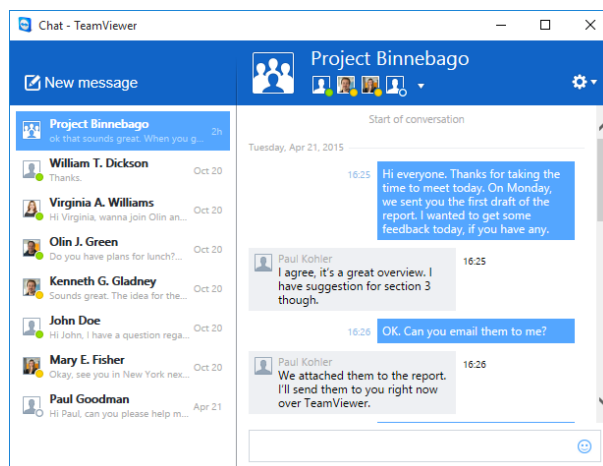 Chat - TeamViewer
New message
Project Binnebago
Project Binnebago
ok that sounds great. When you g...
2h
William T. Dickson
Thanks.
Oct 20
Virginia A. Williams
Hi Virginia, wanna join Olin an...
Oct 20
Olin J. Green
Do you have plans for lunch?...
Oct 20
Kenneth G. Gladney
Sounds great. The idea for the...
Oct 20
John Doe
Hi John, I have a question rega...
Oct 20
Mary E. Fisher
Okay, see you in New York nex...
Oct 20
Paul Goodman
Hi Paul, can you please help m...
Apr 21
Start of conversation
Tuesday, Apr 21, 2015
16:25
Hi everyone. Thanks for taking the
time to meet today. On Monday,
we sent you the first draft of the
report. I wanted to get some
feedback today, if you have any.
Paul Kohler
I agree, it's a great overview. I
have suggestion for section 3
though.
16:25
16:26
OK. Can you email them to me?
Paul Kohler
We attached them to the report.
I'll send them to you right now
over TeamViewer.
16:26